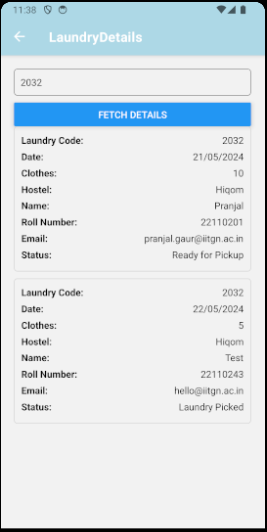 11:38
LaundryDetails
2032
FETCH DETAILS
Laundry Code: 2032
Date: 21/05/2024
Clothes: 10
Hostel: Hiqom
Name: Pranjal
Roll Number: 22110201
Email: pranjal.gaur@iitgn.ac.in
Status: Ready for Pickup
Laundry Code: 2032
Date: 22/05/2024
Clothes: 5
Hostel: Hiqom
Name: Test
Roll Number: 22110243
Email: hello@iitgn.ac.in
Status: Laundry Picked